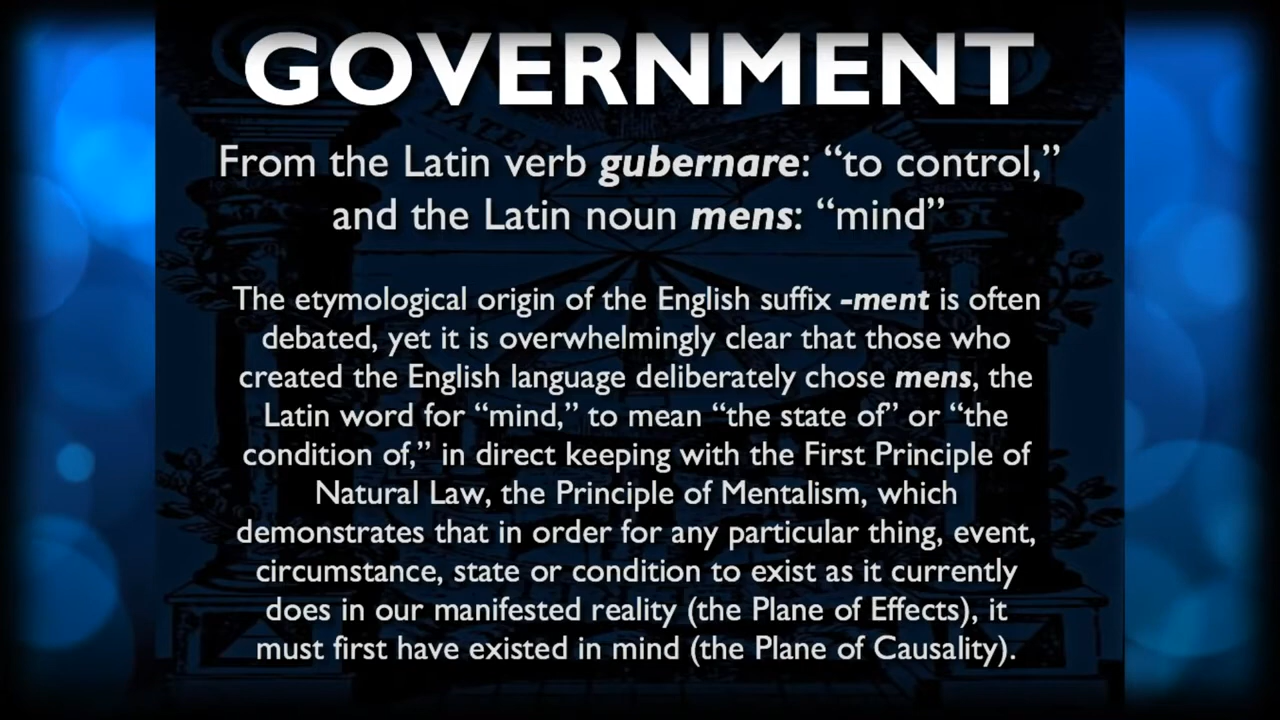 GOVERNMENT
From the Latin verb gubernare: “to control,”
and the Latin noun mens: “mind”
The etymological origin of the English suffix -ment is often
debated, yet it is overwhelmingly clear that those who
created the English language deliberately chose mens, the
Latin word for “mind,” to mean “the state of” or “the
condition of,” in direct keeping with the First Principle of
Natural Law, the Principle of Mentalism, which
demonstrates that in order for any particular thing, event,
circumstance, state or condition to exist as it currently
does in our manifested reality (the Plane of Effects), it
must first have existed in mind (the Plane of Causality).